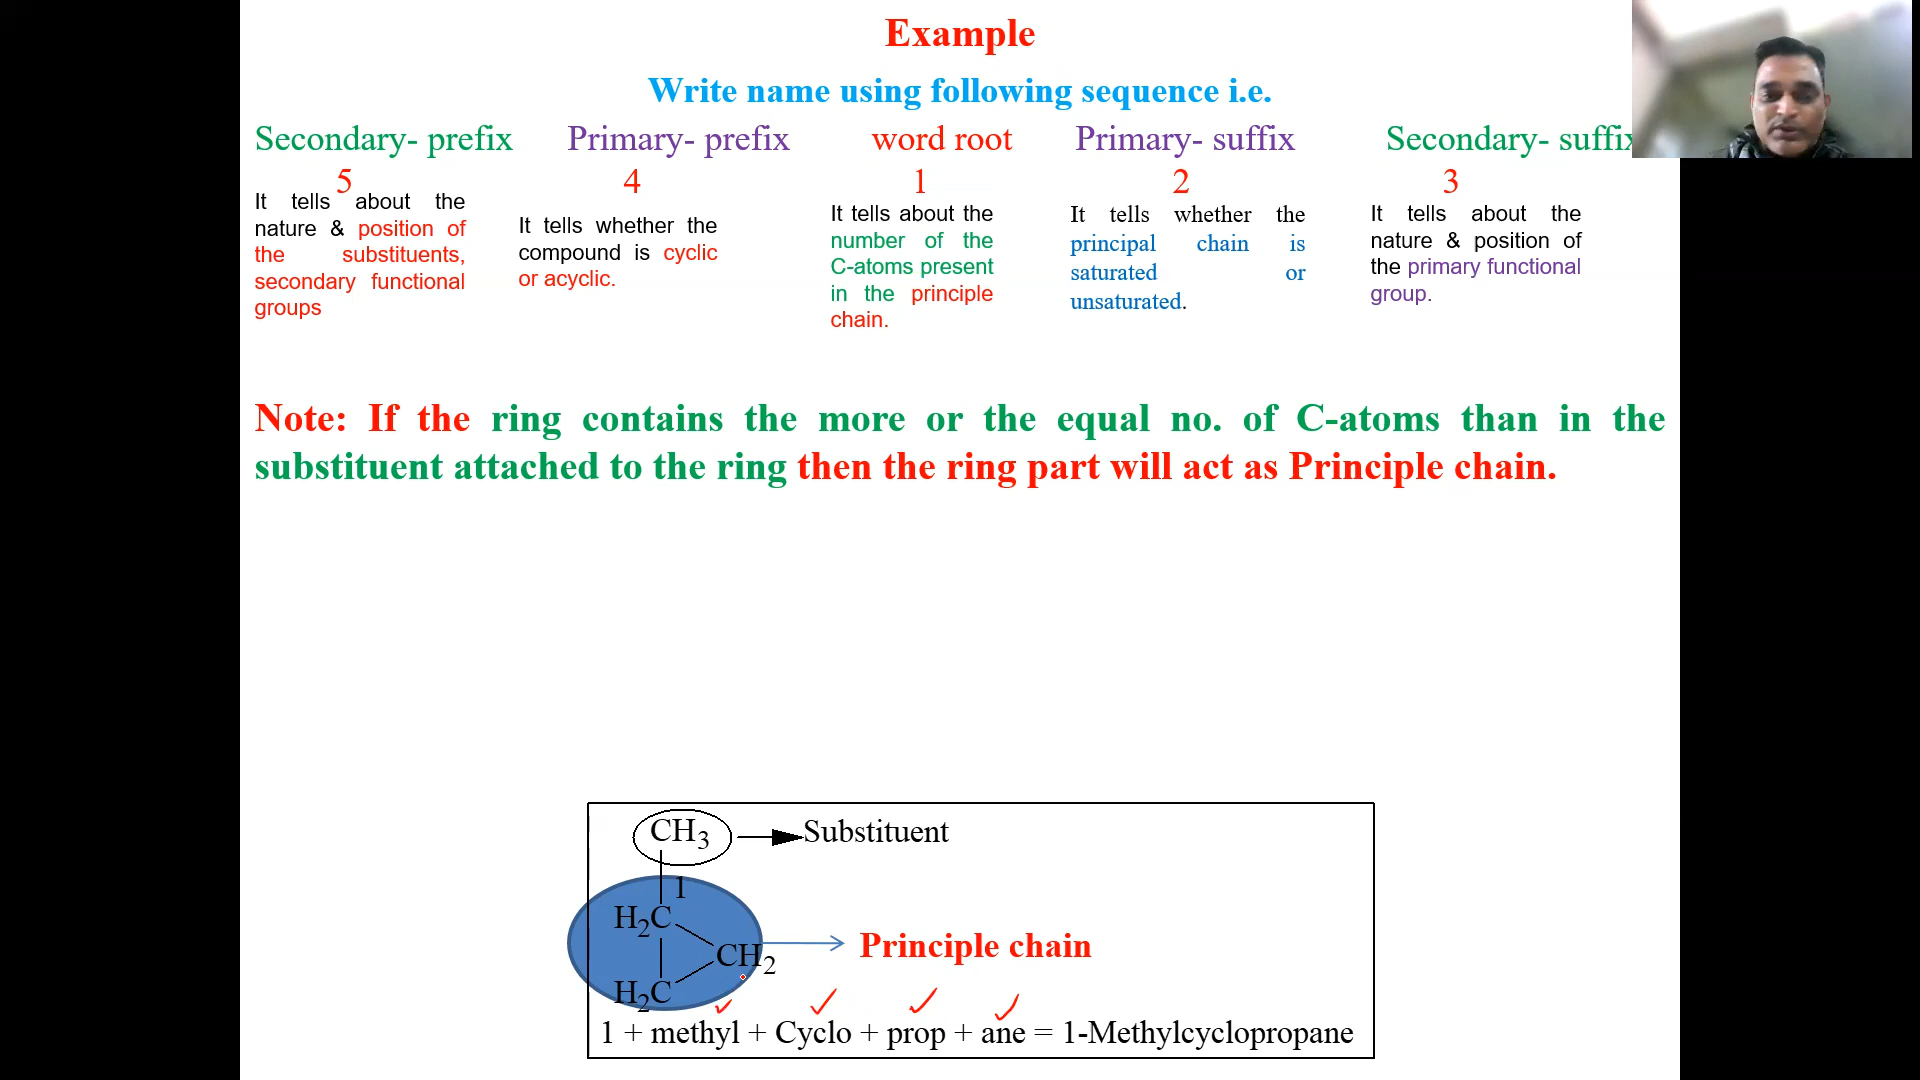 Example
Write name using following sequence i.e.
Secondary- prefix Primary- prefix word root Primary- suffix Secondary- suffix
5 4 1 2 3
It tells about the
nature & position of
the substituents,
secondary functional
groups
It tells whether the
compound is cyclic
or acyclic.
It tells about the
number of the
C-atoms present
in the principle
chain.
It tells whether the
principal chain is
saturated or
unsaturated.
It tells about the
nature & position of
the primary functional
group.
Note: If the ring contains the more or the equal no. of C-atoms than in the
substituent attached to the ring then the ring part will act as Principle chain.
CH3 Substituent
1
H2C
CH2 Principle chain
H2C
1 + methyl + Cyclo + prop + ane = 1-Methylcyclopropane